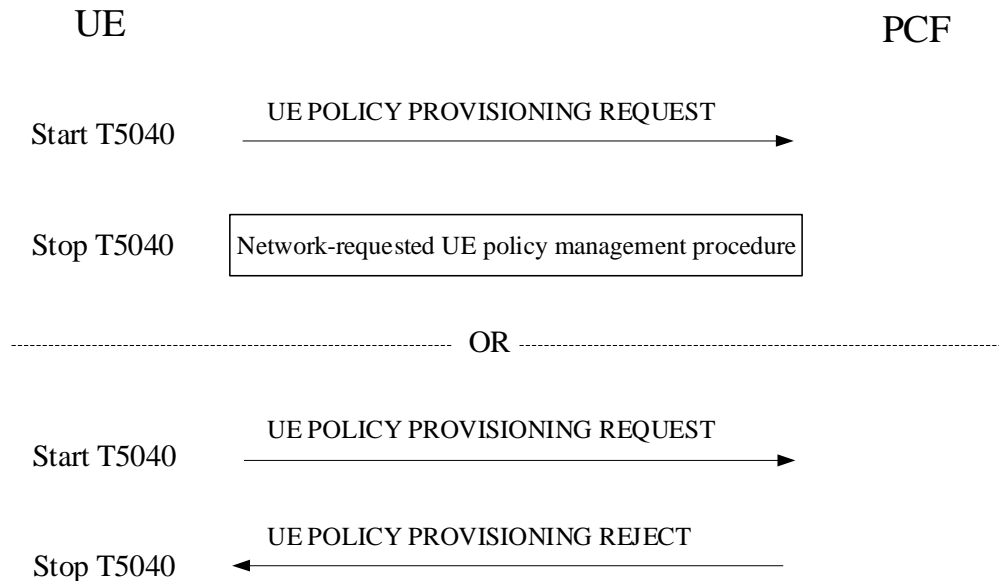 UE PCF
UE POLICY PROVISIONING REQUEST
Start T5040
Stop T5040 Network-requested UE policy management procedure
OR
UE POLICY PROVISIONING REQUEST
Start T5040
UE POLICY PROVISIONING REJECT
Stop T5040